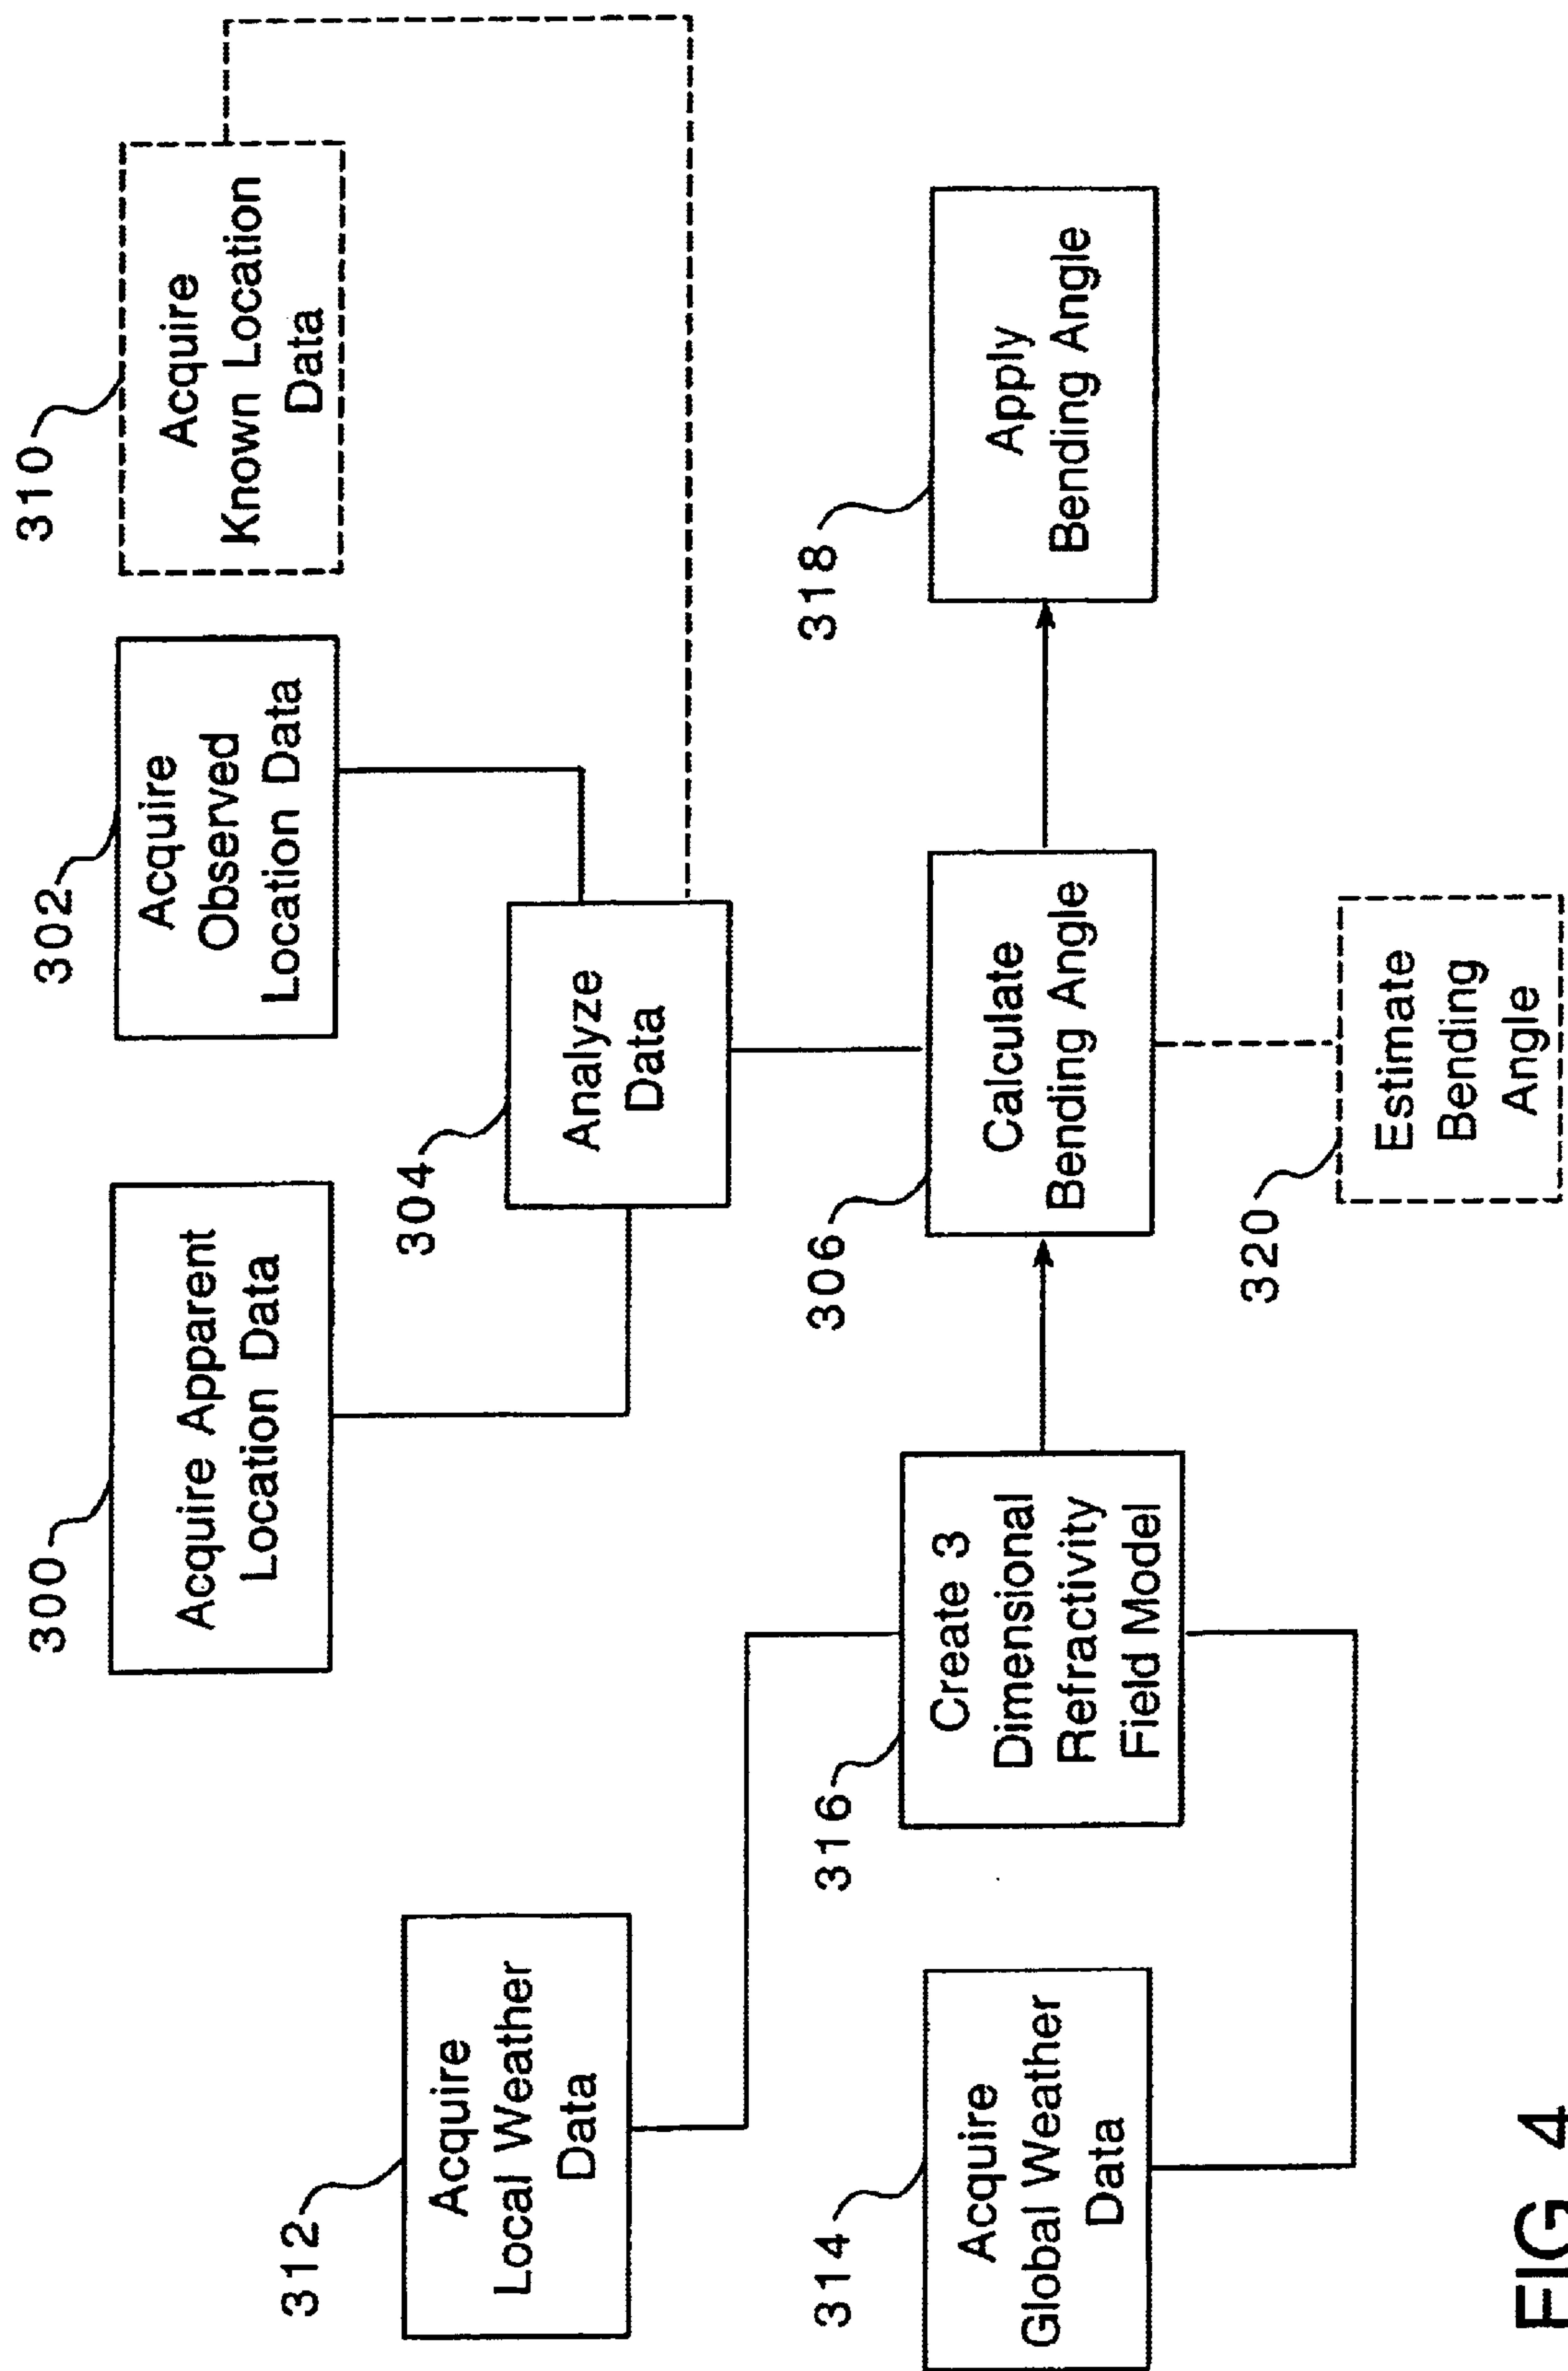 300
Acquire Apparent
Location Data
302
Acquire
Observed
Location Data
310
Acquire
Known Location
Data
304
Analyze
Data
312
Acquire
Local Weather
Data
314
Acquire
Global Weather
Data
316
Create 3
Dimensional
Refractivity
Field Model
306
Calculate
Bending Angle
318
Apply
Bending Angle
320
Estimate
Bending
Angle
FIG 4